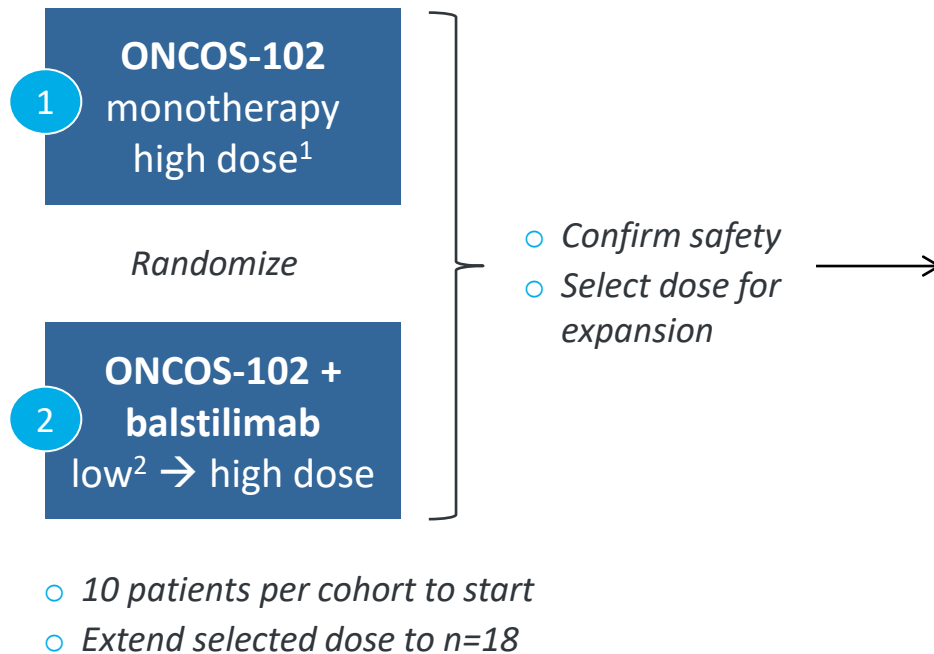 1
ONCOS-102
monotherapy
high dose¹
Randomize
2
ONCOS-102 +
balstilimab
low² → high dose
○ Confirm safety
○ Select dose for
expansion
○ 10 patients per cohort to start
○ Extend selected dose to n=18